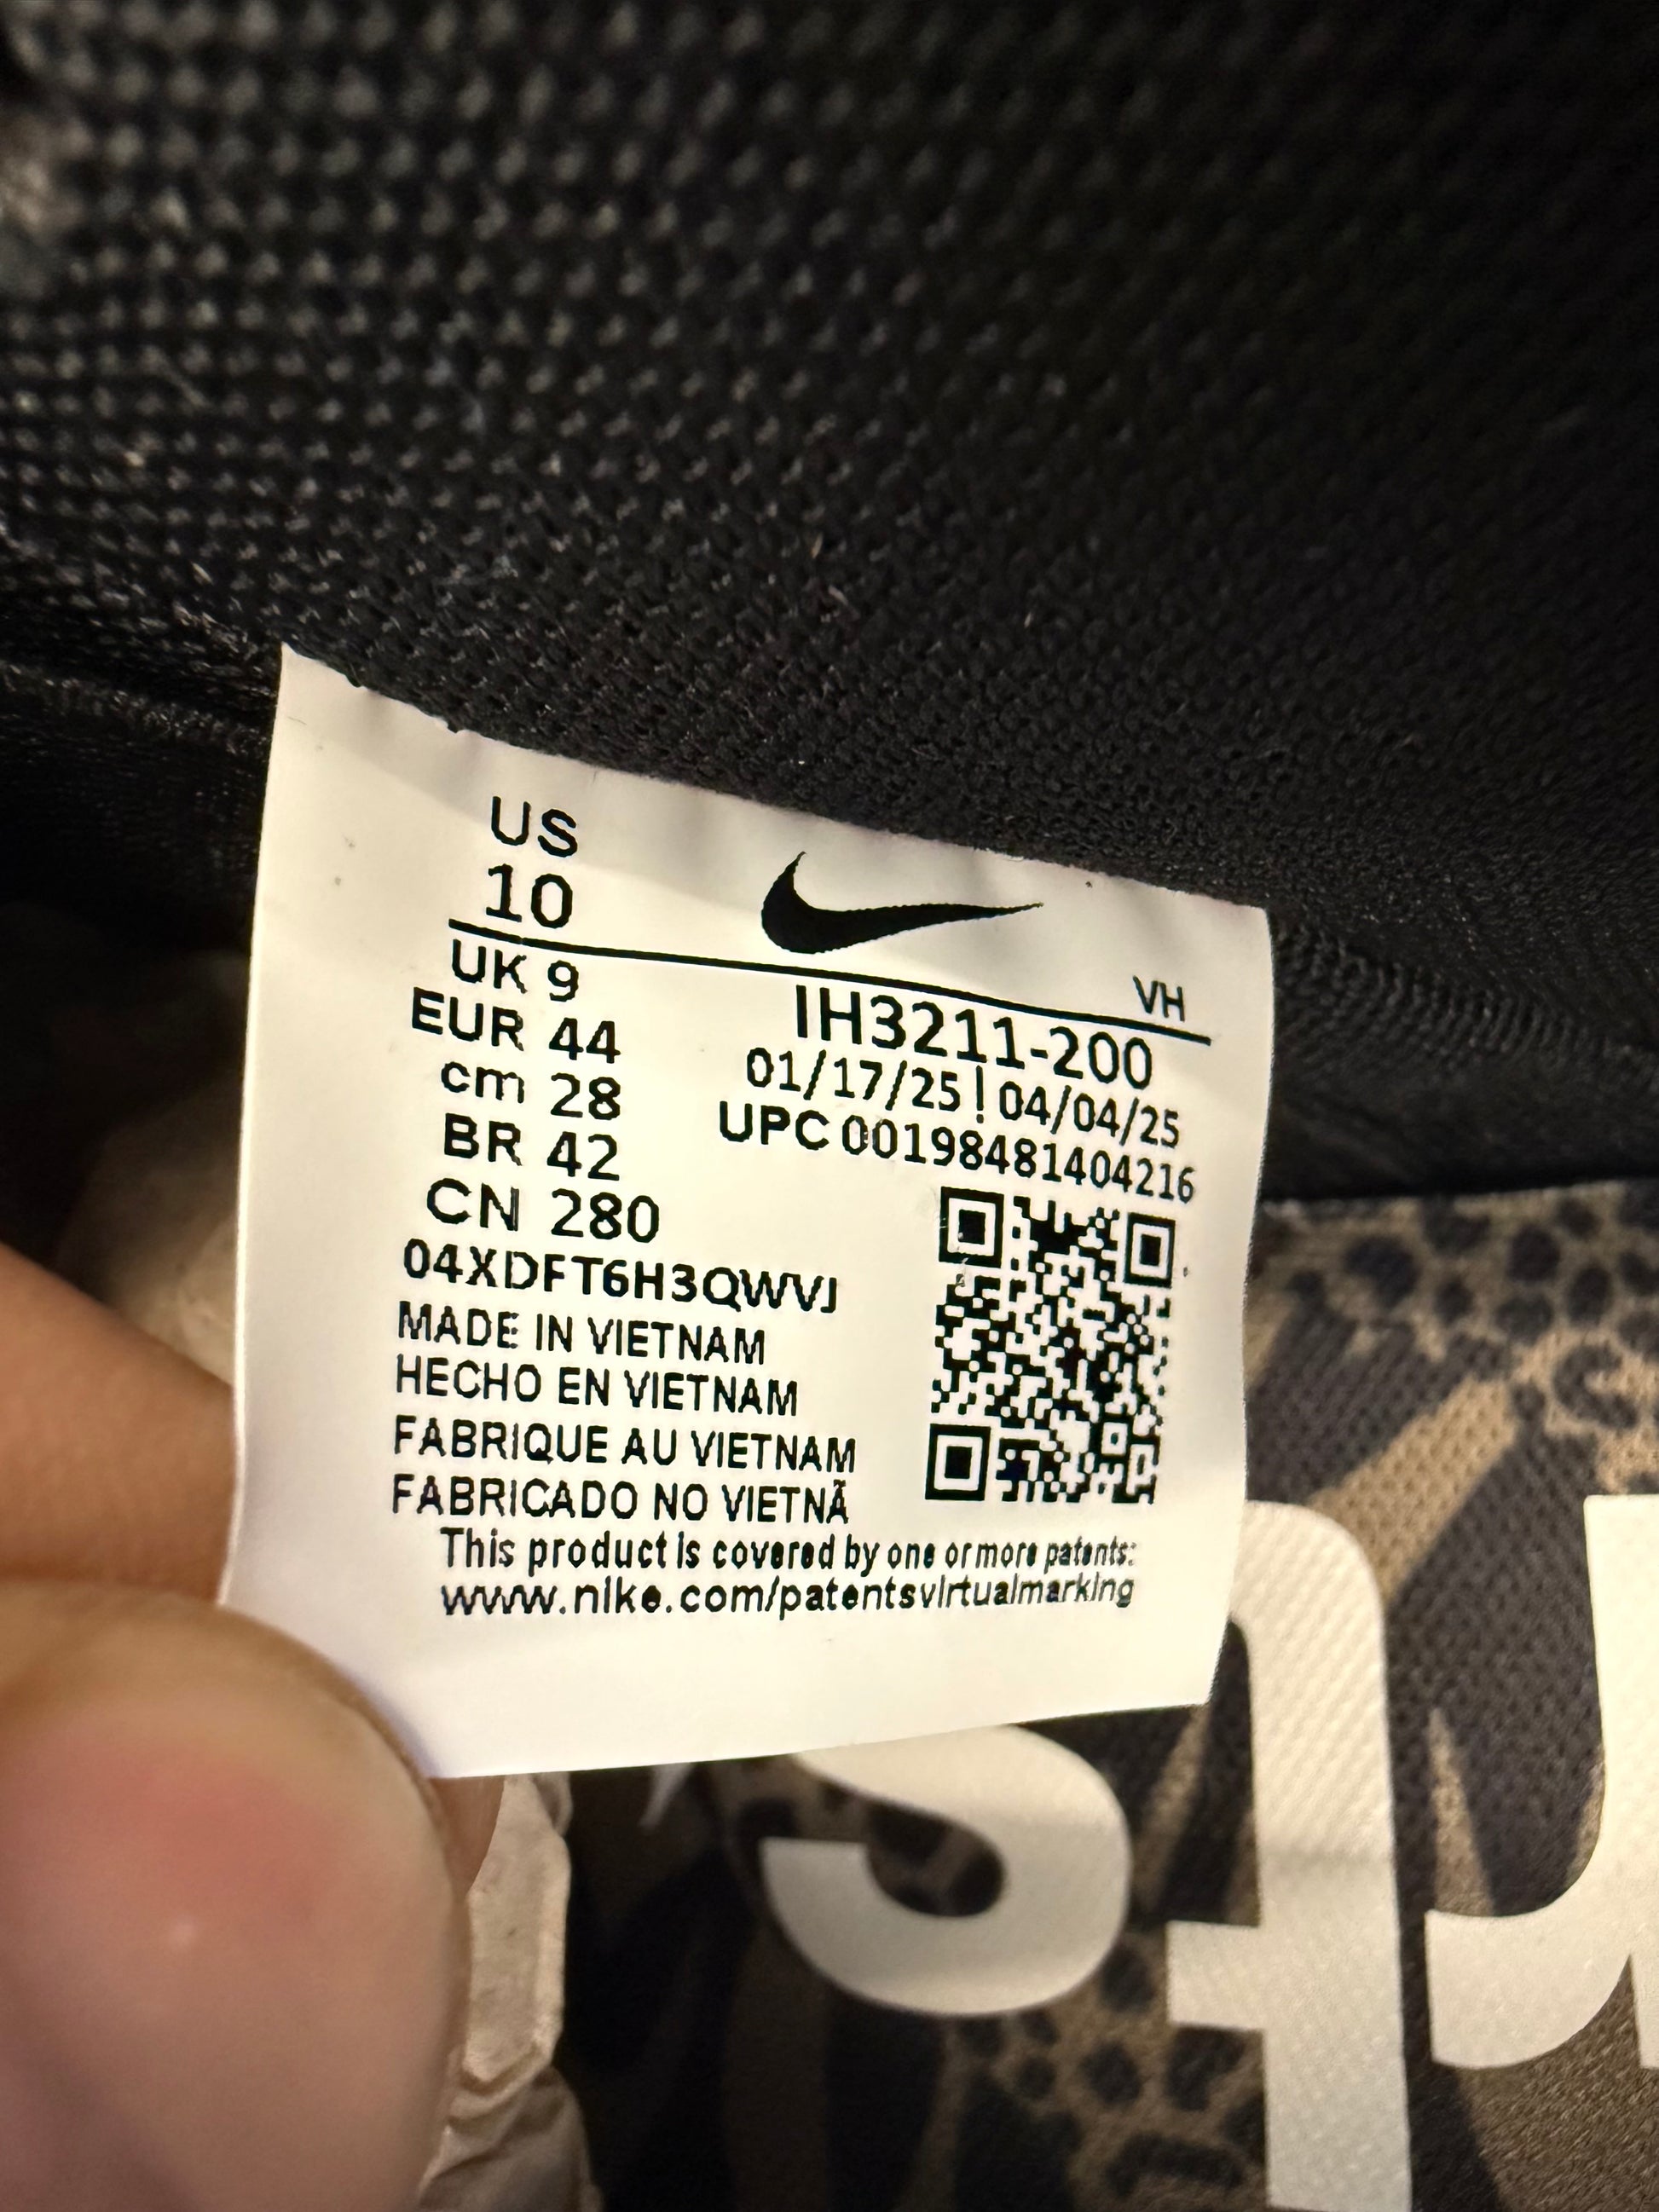 US
10
VH
UK 9
EUR 44
cm 28
BR 42
CN 280
IH3211-200
01/17/25 | 04/04/25
UPC 00198481404216
04XDFT6H3QWVJ
MADE IN VIETNAM
HECHO EN VIETNAM
FABRIQUE AU VIETNAM
FABRICADO NO VIETNÃ
This product is covered by one or more patents:
www.nike.com/patentsvirtualmarking